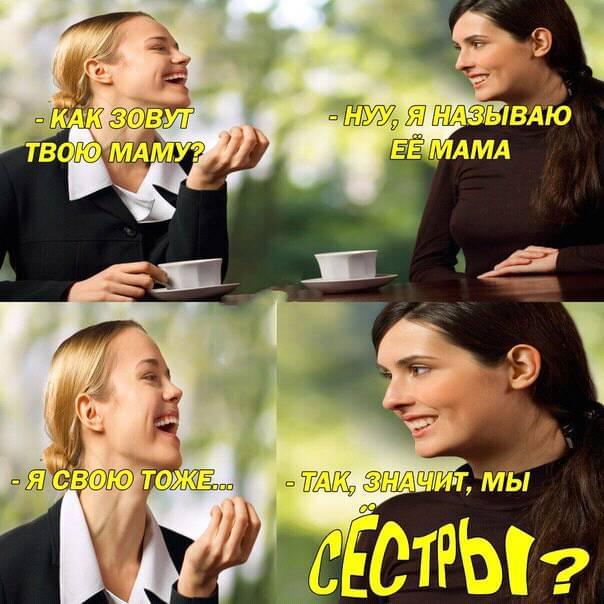 - КАК ЗОВУТ
ТВОЮ МАМУ?
- НУУ, Я НАЗЫВАЮ
ЕЁ МАМА
- Я СВОЮ ТОЖЕ...
- ТАК, ЗНАЧИТ, МЫ
СЁСТРЫ?